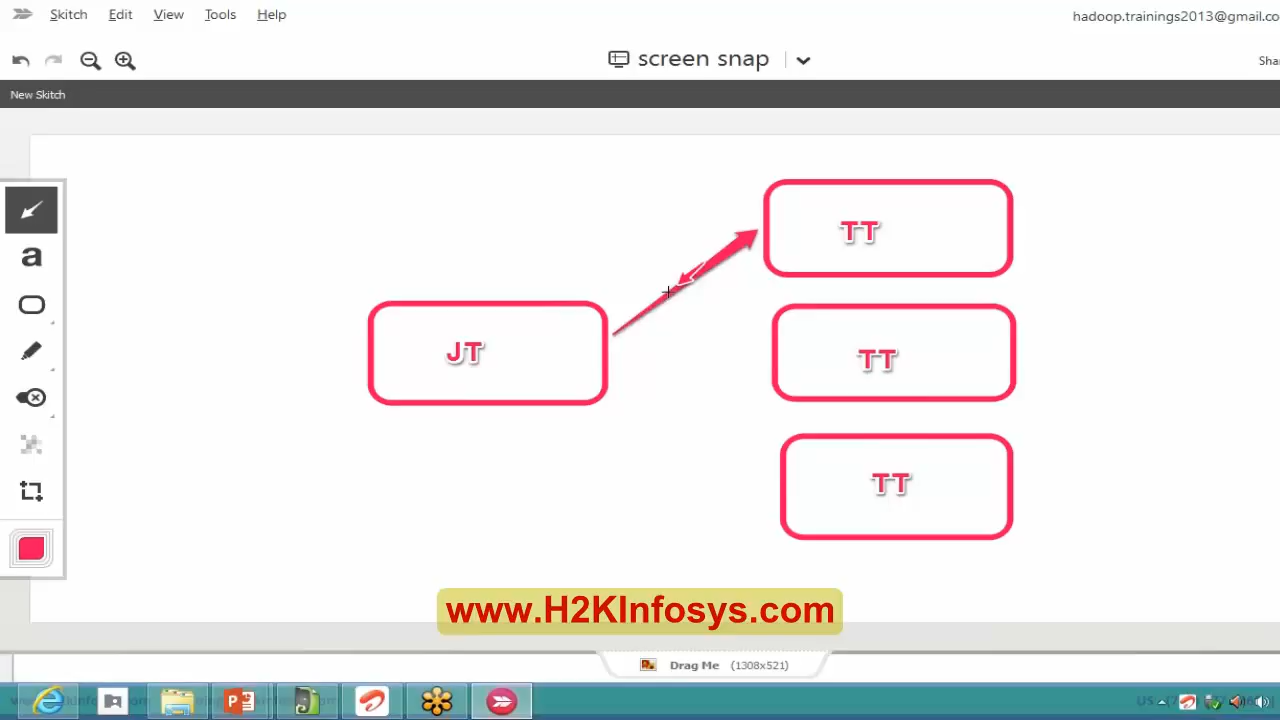 Skitch Edit View Tools Help
hadoop.trainings2013@gmail.co
screen snap
Sha
New Skitch
TT
JT
TT
TT
a
www.H2KInfosys.com
Drag Me (1308x521)